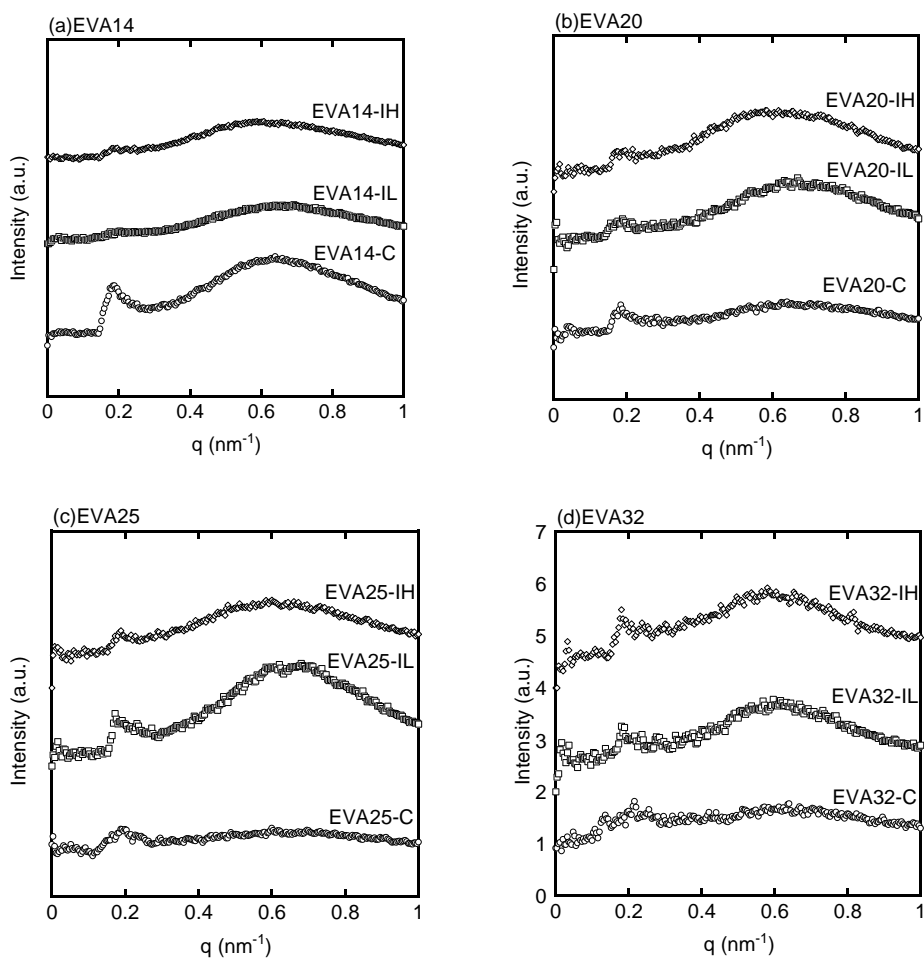 (a)EVA14
EVA14-IH
EVA14-IL
EVA14-C
Intensity (a.u.)
0 0.2 0.4 0.6 0.8 1
q (nm-1)
(b)EVA20
EVA20-IH
EVA20-IL
EVA20-C
Intensity (a.u.)
0 0.2 0.4 0.6 0.8 1
q (nm-1)
(c)EVA25
EVA25-IH
EVA25-IL
EVA25-C
Intensity (a.u.)
0 0.2 0.4 0.6 0.8 1
q (nm-1)
(d)EVA32
7
6
5
4
3
2
1
0
EVA32-IH
EVA32-IL
EVA32-C
Intensity (a.u.)
0 0.2 0.4 0.6 0.8 1
q (nm-1)